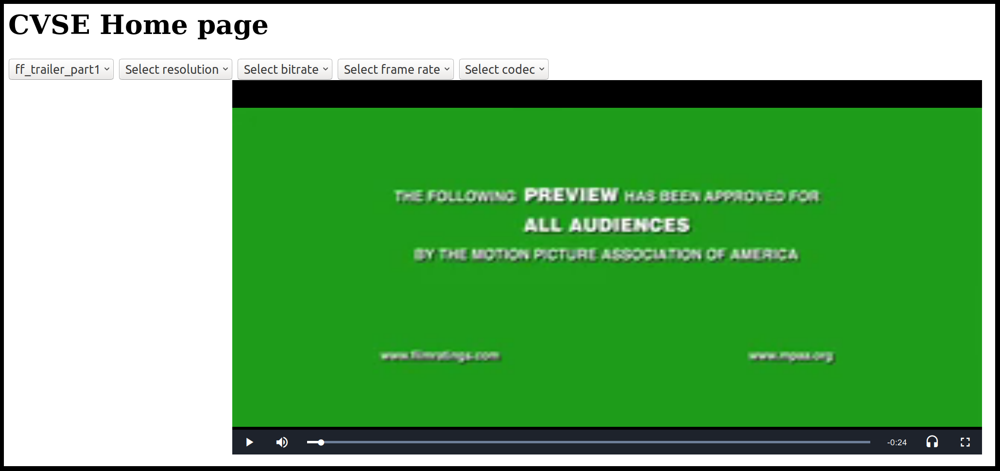 CVSE Home page
ff_trailer_part1 Select resolution Select bitrate Select frame rate Select codec
THE FOLLOWING PREVIEW HAS BEEN APPROVED FOR
ALL AUDIENCES
BY THE MOTION PICTURE ASSOCIATION OF AMERICA
www.filmratings.com www.mpaa.org
-0:24